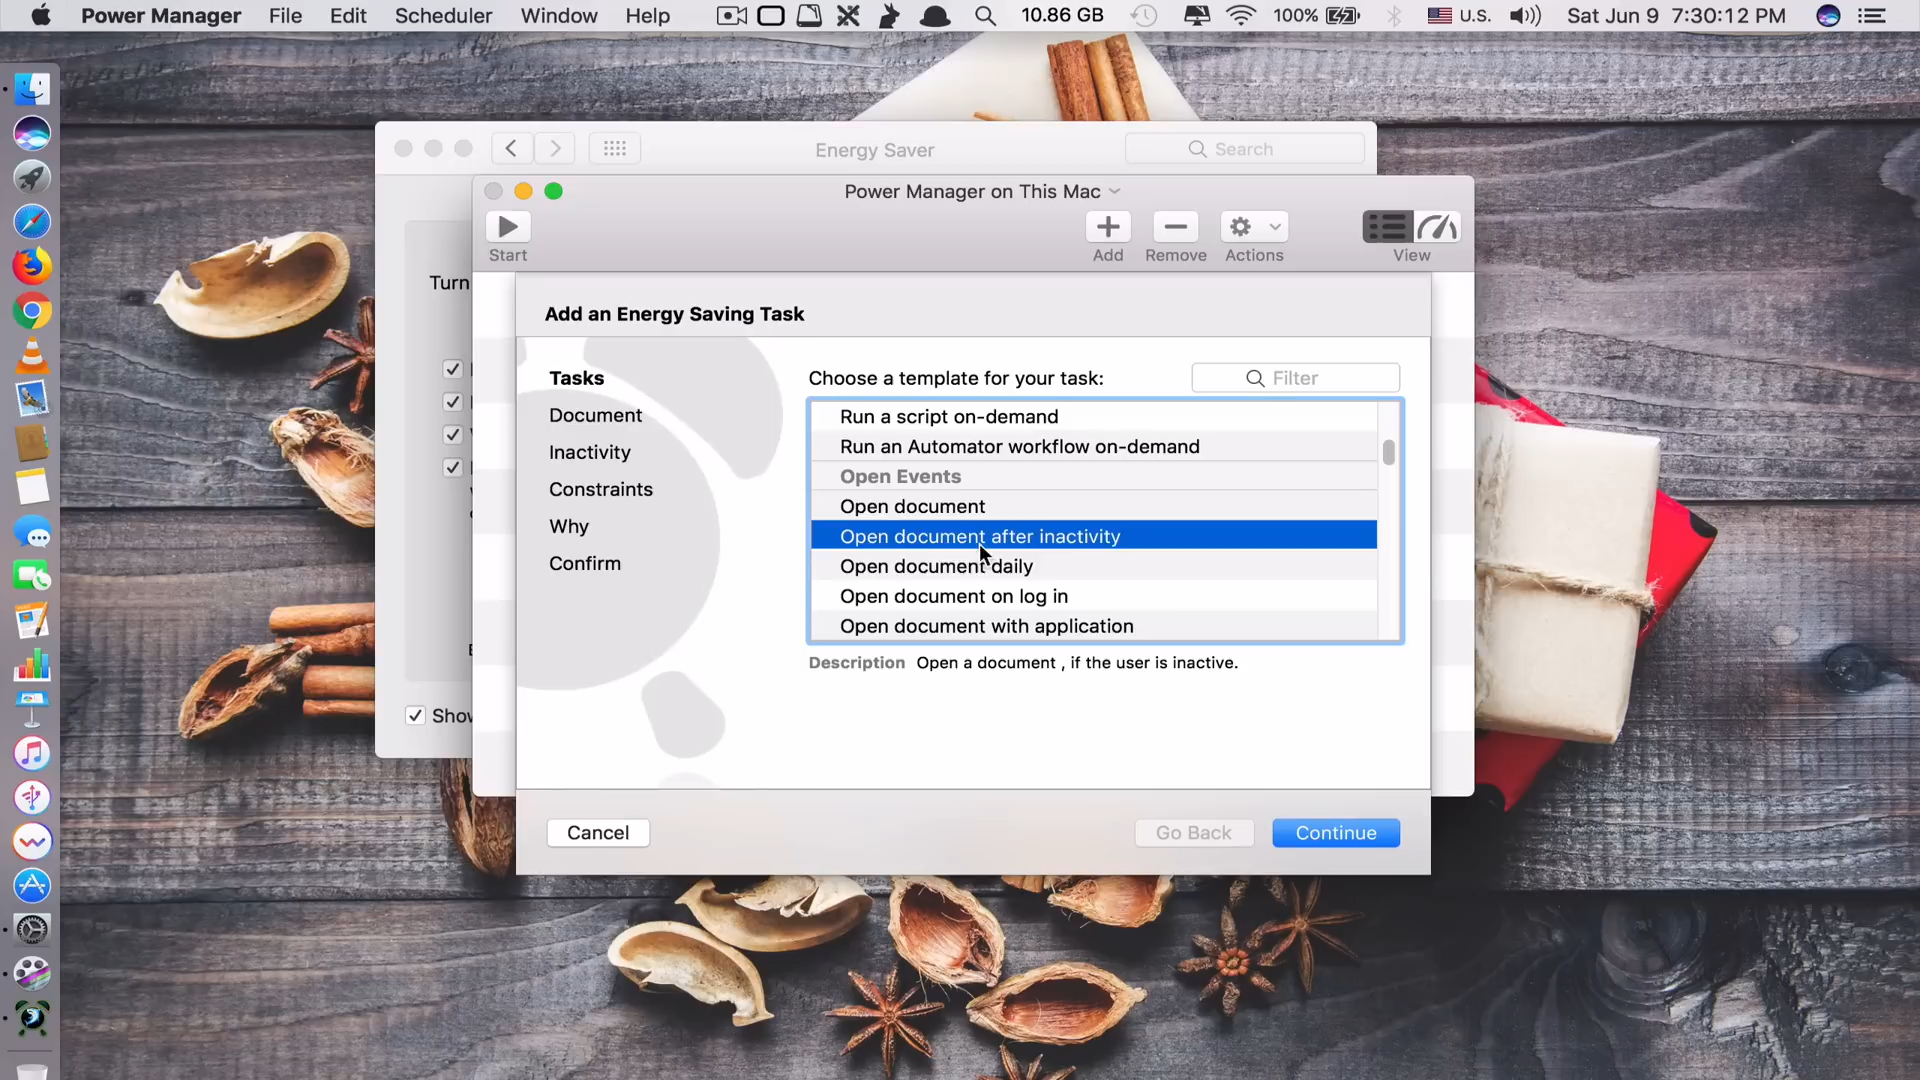 Power Manager File Edit Scheduler Window Help 10.86 GB 100% U.S. Sat Jun 9 7:30:12 PM
Energy Saver
Search
Power Manager on This Mac
Start
Add
Remove
Actions
View
Turn
Add an Energy Saving Task
Tasks
Document
Inactivity
Constraints
Why
Confirm
Choose a template for your task:
Filter
Run a script on-demand
Run an Automator workflow on-demand
Open Events
Open document
Open document after inactivity
Open document daily
Open document on log in
Open document with application
Description Open a document , if the user is inactive.
Show
Cancel
Go Back
Continue